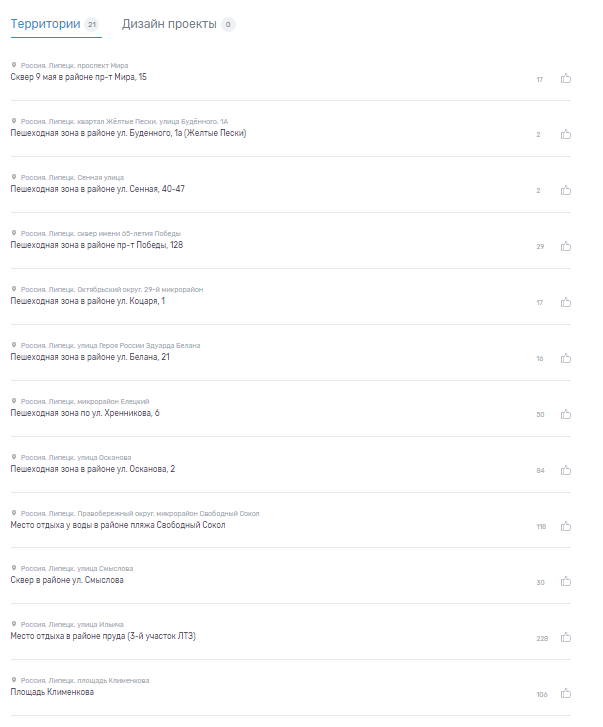 Территории 21 Дизайн проекты 0
Россия, Липецк, проспект Мира
Сквер 9 мая в районе пр-т Мира, 15
17
Россия, Липецк, квартал Жёлтые Пески, улица Будённого, 1А
Пешеходная зона в районе ул. Буденного, 1а (Желтые Пески)
2
Россия, Липецк, Сенная улица
Пешеходная зона в районе ул. Сенная, 40-47
2
Россия, Липецк, сквер имени 65-летия Победы
Пешеходная зона в районе пр-т Победы, 128
29
Россия, Липецк, Октябрьский округ, 29-й микрорайон
Пешеходная зона в районе ул. Коцаря, 1
17
Россия, Липецк, улица Героя России Эдуарда Белана
Пешеходная зона в районе ул. Белана, 21
16
Россия, Липецк, микрорайон Елецкий
Пешеходная зона по ул. Хренникова, 6
50
Россия, Липецк, улица Осканова
Пешеходная зона в районе ул. Осканова, 2
84
Россия, Липецк, Правобережный округ, микрорайон Свободный Сокол
Место отдыха у воды в районе пляжа Свободный Сокол
118
Россия, Липецк, улица Смыслова
Сквер в районе ул. Смыслова
30
Россия, Липецк, улица Ильича
Место отдыха в районе пруда (3-й участок ЛТЗ)
228
Россия, Липецк, площадь Клименкова
Площадь Клименкова
106